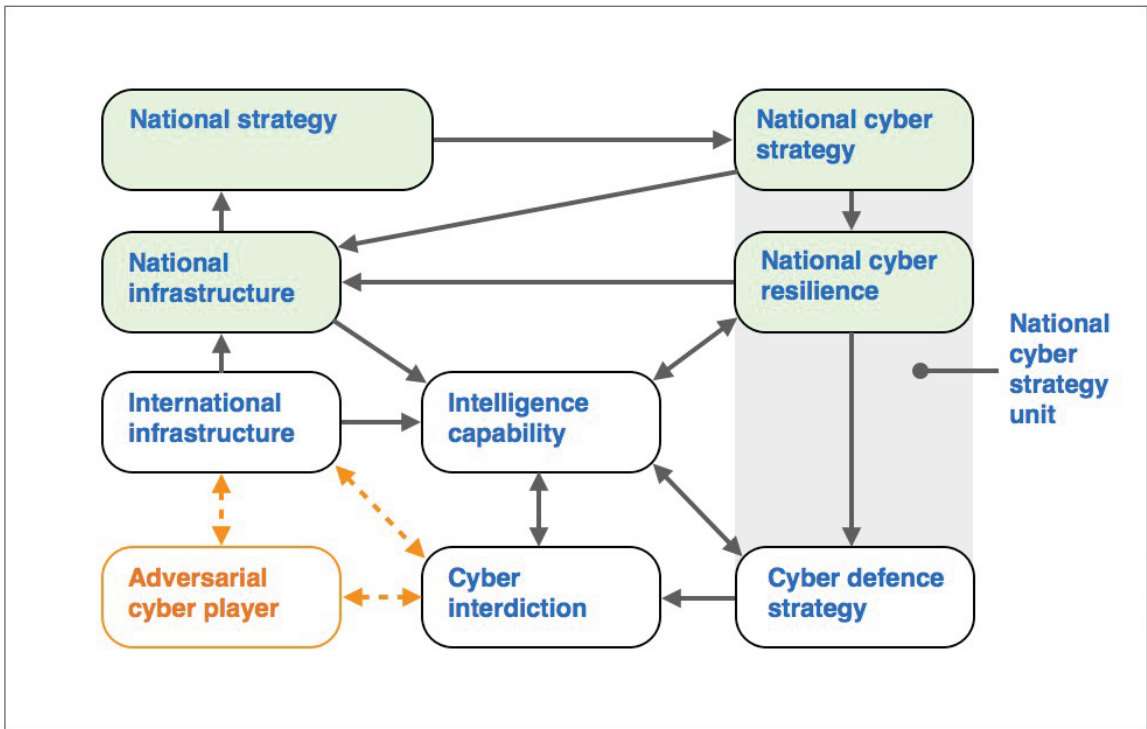 National strategy
National cyber
strategy
National
infrastructure
National cyber
resilience
National
cyber
strategy
unit
International
infrastructure
Intelligence
capability
Adversarial
cyber player
Cyber
interdiction
Cyber defence
strategy